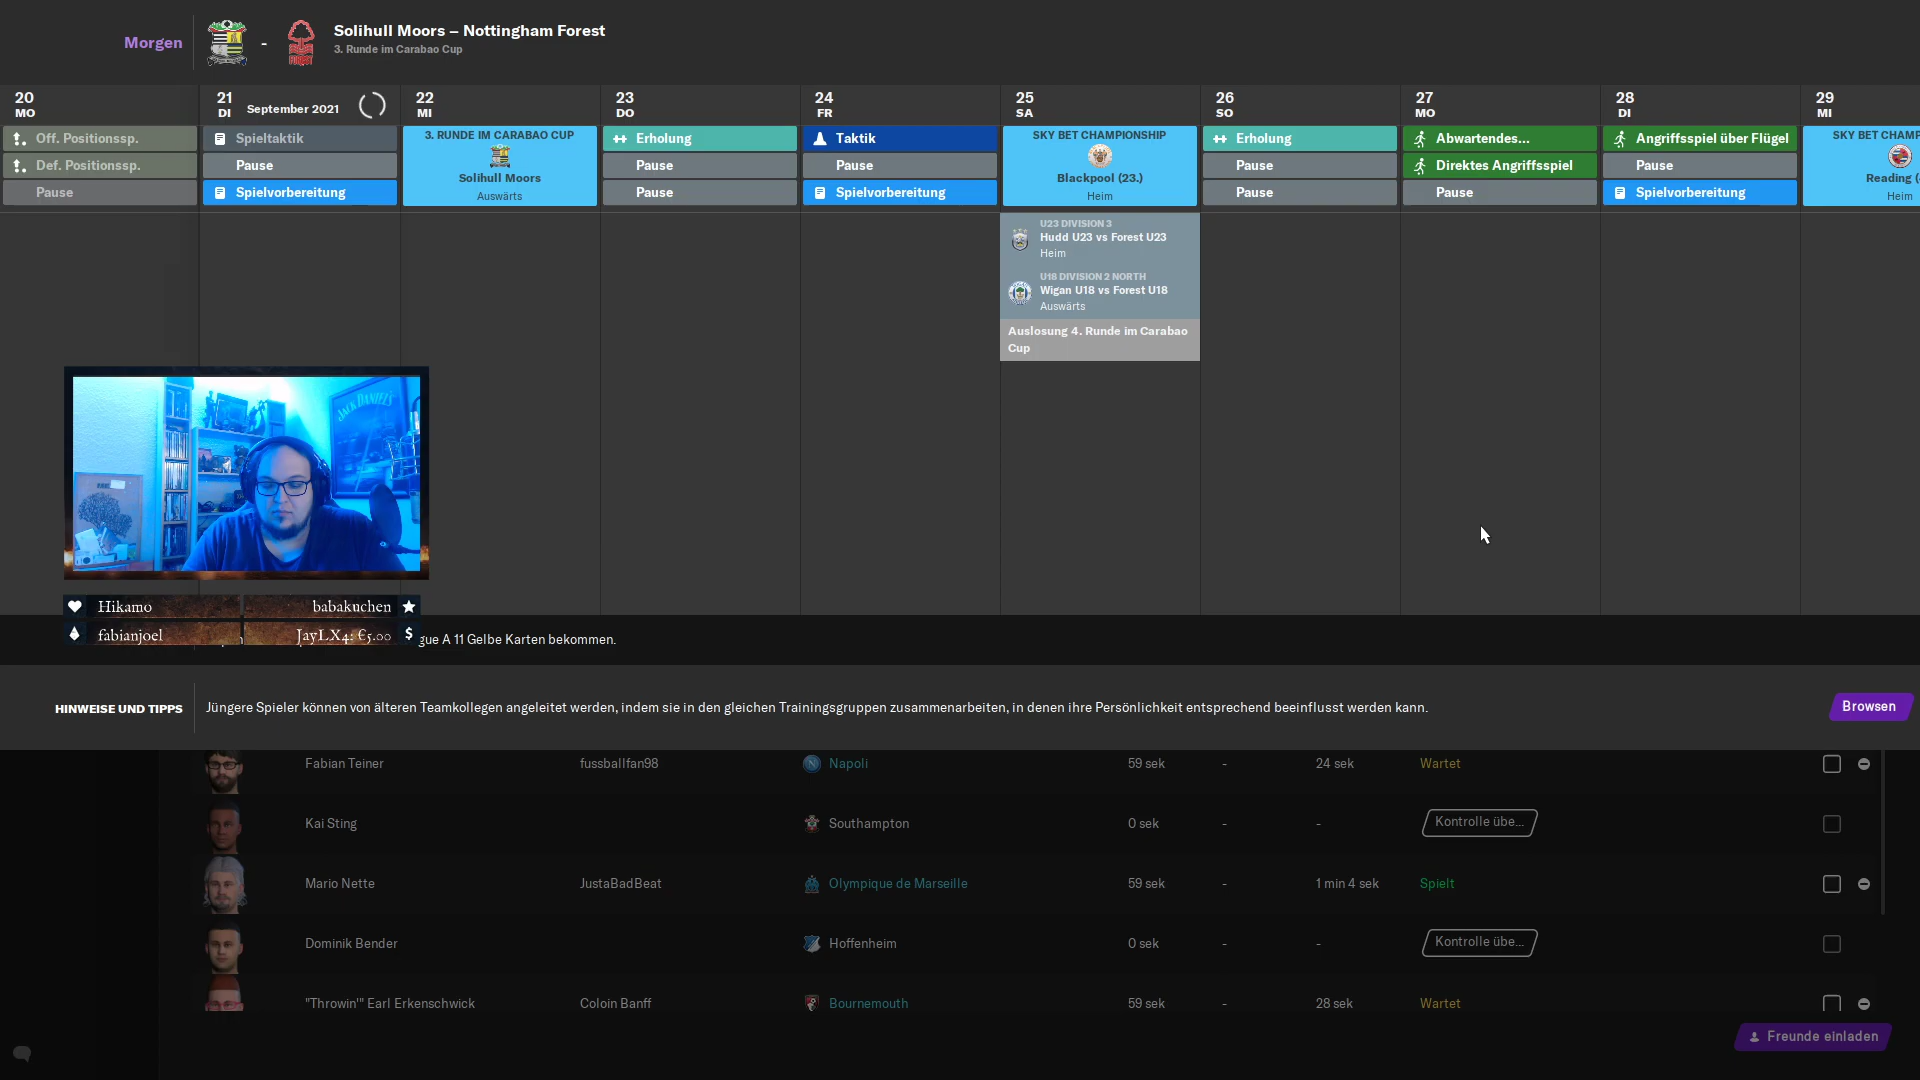 Morgen
-
Solihull Moors – Nottingham Forest
3. Runde im Carabao Cup
20 MO
21 DI September 2021
22 MI
23 DO
24 FR
25 SA
26 SO
27 MO
28 DI
29 MI
Off. Positionssp.
Def. Positionssp.
Pause
Spieltaktik
Pause
Spielvorbereitung
3. RUNDE IM CARABAO CUP
Solihull Moors
Auswärts
Erholung
Pause
Pause
Taktik
Pause
Spielvorbereitung
SKY BET CHAMPIONSHIP
Blackpool (23.)
Heim
Erholung
Pause
Pause
Abwartendes...
Direktes Angriffsspiel
Pause
Angriffsspiel über Flügel
Pause
Spielvorbereitung
SKY BET CHAMP
Reading (
Heim
U23 DIVISION 3
Hudd U23 vs Forest U23
Heim
U18 DIVISION 2 NORTH
Wigan U18 vs Forest U18
Auswärts
Auslosung 4. Runde im Carabao
Cup
JACK DANIEL'S
Hikamo
babakuchen
fabianjoel
JayLX4: €5.00
gue A 11 Gelbe Karten bekommen.
HINWEISE UND TIPPS
Jüngere Spieler können von älteren Teamkollegen angeleitet werden, indem sie in den gleichen Trainingsgruppen zusammenarbeiten, in denen ihre Persönlichkeit entsprechend beeinflusst werden kann.
Browsen
Fabian Teiner fussballfan98 Napoli 59 sek - 24 sek Wartet
Kai Sting Southampton 0 sek - - Kontrolle übe...
Mario Nette JustaBadBeat Olympique de Marseille 59 sek - 1 min 4 sek Spielt
Dominik Bender Hoffenheim 0 sek - - Kontrolle übe...
"Throwin'" Earl Erkenschwick Coloin Banff Bournemouth 59 sek - 28 sek Wartet
Freunde einladen